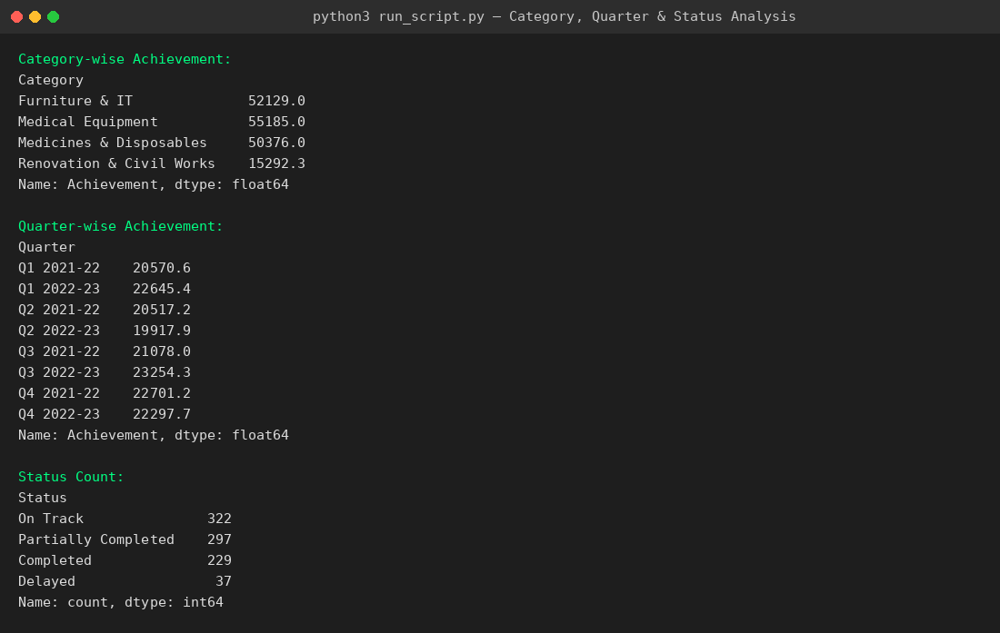 python3 run_script.py — Category, Quarter & Status Analysis
Category-wise Achievement:
Category
Furniture & IT              52129.0
Medical Equipment           55185.0
Medicines & Disposables     50376.0
Renovation & Civil Works    15292.3
Name: Achievement, dtype: float64
Quarter-wise Achievement:
Quarter
Q1 2021-22    20570.6
Q1 2022-23    22645.4
Q2 2021-22    20517.2
Q2 2022-23    19917.9
Q3 2021-22    21078.0
Q3 2022-23    23254.3
Q4 2021-22    22701.2
Q4 2022-23    22297.7
Name: Achievement, dtype: float64
Status Count:
Status
On Track               322
Partially Completed    297
Completed              229
Delayed                 37
Name: count, dtype: int64